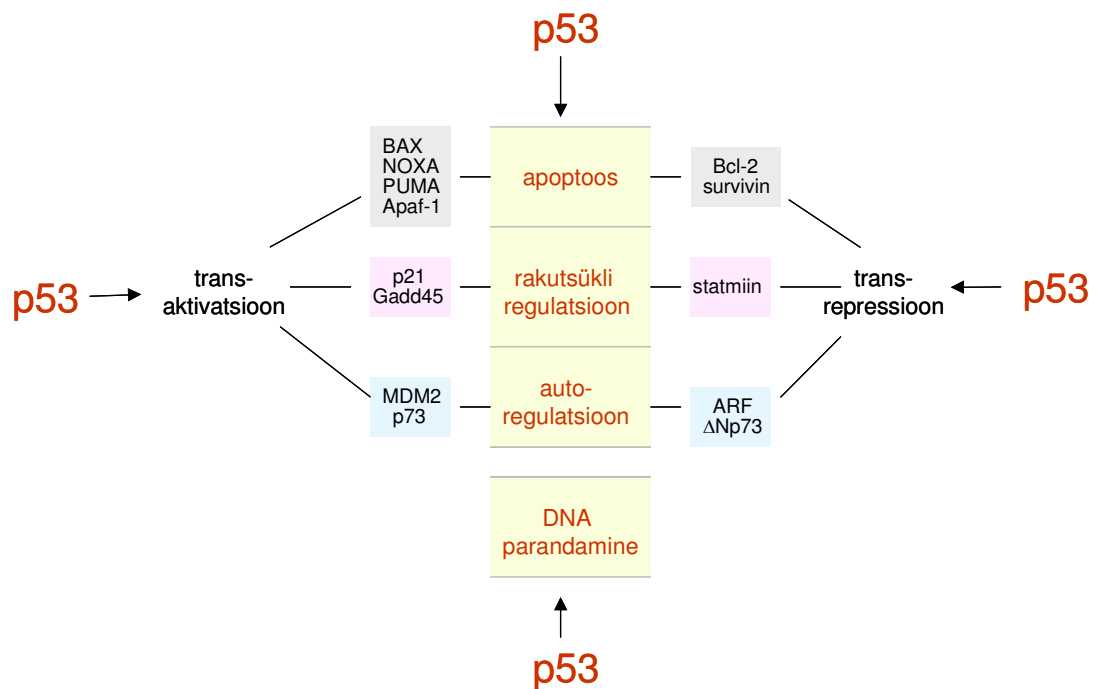 p53
BAX
NOXA
PUMA
Apaf-1
apoptoos
Bcl-2
survivin
p53
trans-
aktivatsioon
p21
Gadd45
rakutsükli
regulatsioon
statmiin
trans-
repressioon
p53
MDM2
p73
auto-
regulatsioon
ARF
ΔNp73
DNA
parandamine
p53